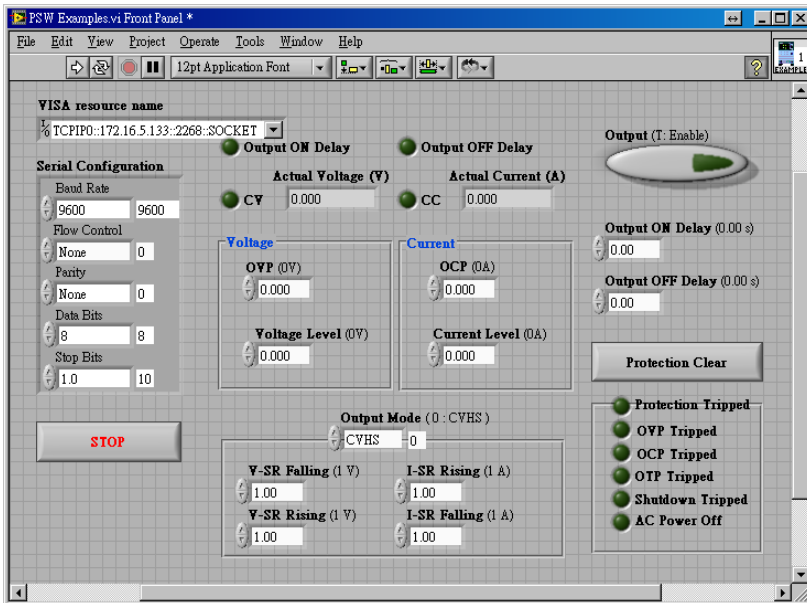 PSW Examples.vi Front Panel *
File Edit View Project Operate Tools Window Help
12pt Application Font
?
1
EXAMPLE
VISA resource name
I/O TCPIP0::172.16.5.133::2268::SOCKET
Output ON Delay
Output OFF Delay
Output (T: Enable)
Serial Configuration
Baud Rate
9600 9600
Flow Control
None 0
Parity
None 0
Data Bits
8 8
Stop Bits
1.0 10
STOP
Actual Voltage (V)
CV 0.000
Actual Current (A)
CC 0.000
Voltage
OVP (0V)
0.000
Voltage Level (0V)
0.000
Current
OCP (0A)
0.000
Current Level (0A)
0.000
Output ON Delay (0.00 s)
0.00
Output OFF Delay (0.00 s)
0.00
Protection Clear
Output Mode ( 0 : CVHS )
CVHS 0
V-SR Falling (1 V)
1.00
I-SR Rising (1 A)
1.00
V-SR Rising (1 V)
1.00
I-SR Falling (1 A)
1.00
Protection Tripped
OVP Tripped
OCP Tripped
OTP Tripped
Shutdown Tripped
AC Power Off